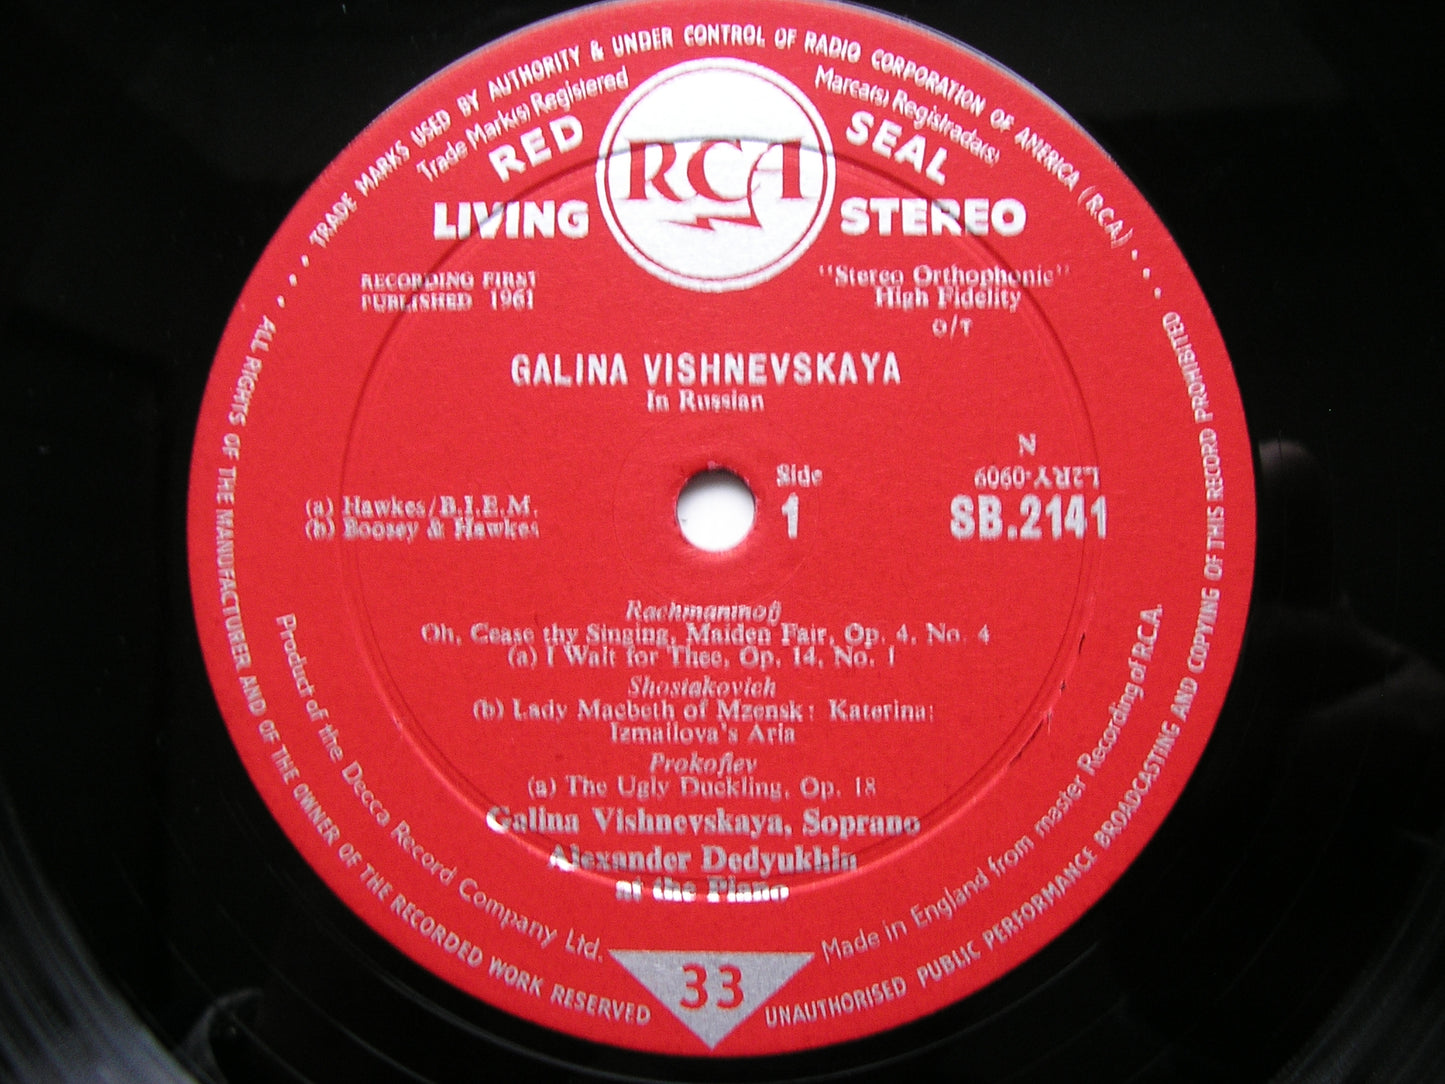 . . . TRADE MARKS USED BY AUTHORITY & UNDER CONTROL OF RADIO CORPORATION OF AMERICA (R.C.A.) . . .
Trade Mark(s) Registered
Marca(s) Registrada(s)
RED SEAL
RCA
LIVING STEREO
RECORDING FIRST
PUBLISHED 1961
"Stereo Orthophonic"
High Fidelity
O/T
GALINA VISHNEVSKAYA
In Russian
(a) Hawkes/B.I.E.M.
(b) Boosey & Hawkes
Side
1
N
L2RY-0909
SB.2141
Rachmaninoff
Oh, Cease thy Singing, Maiden Fair, Op. 4, No. 4
(a) I Wait for Thee, Op. 14, No. 1
Shostakovich
(b) Lady Macbeth of Mzensk: Katerina:
Izmailova's Aria
Prokofiev
(a) The Ugly Duckling, Op. 18
Galina Vishnevskaya, Soprano
Alexander Dedyukhin
at the Piano
Product of the Decca Record Company Ltd.
Made in England from master Recording of R.C.A.
33
ALL RIGHTS OF THE MANUFACTURER AND OF THE OWNER OF THE RECORDED WORK RESERVED
UNAUTHORISED PUBLIC PERFORMANCE BROADCASTING AND COPYING OF THIS RECORD PROHIBITED